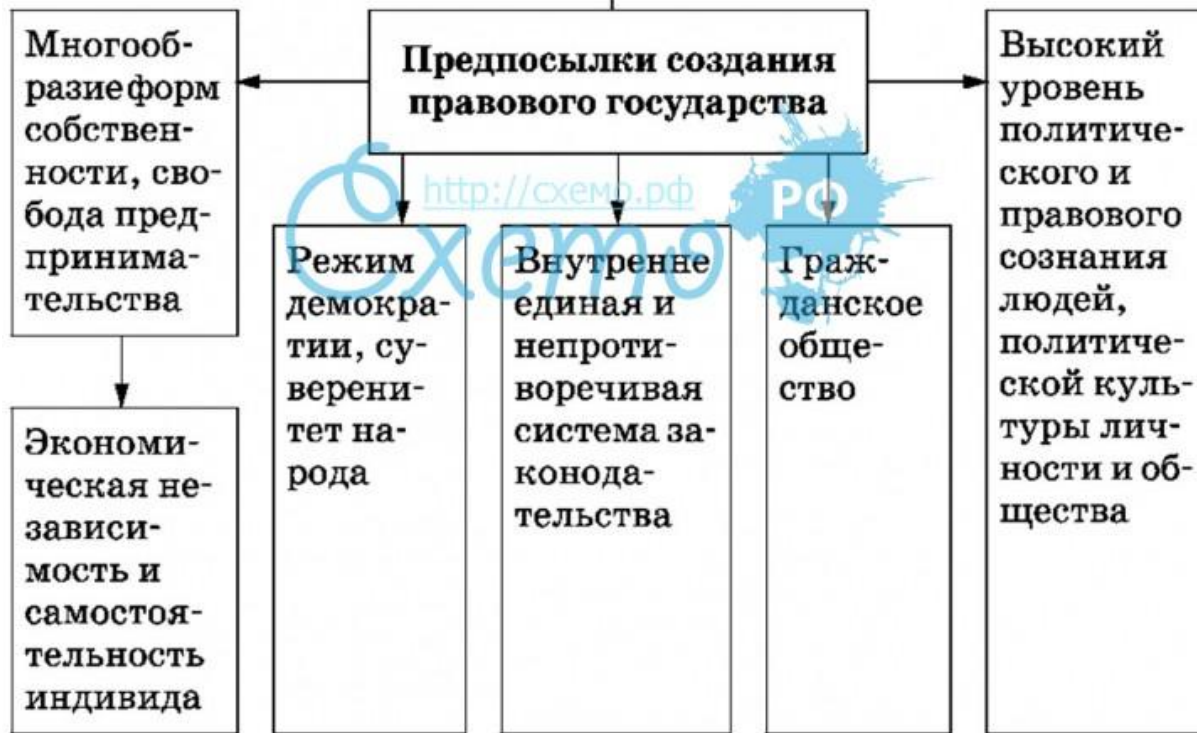 Предпосылки создания
правового государства
Многооб-
разие форм
собствен-
ности, сво-
бода пред-
принима-
тельства
Экономи-
ческая не-
зависи-
мость и
самостоя-
тельность
индивида
Режим
демокра-
тии, су-
верени-
тет на-
рода
Внутренне
единая и
непроти-
воречивая
система за-
конода-
тельства
Граж-
данское
обще-
ство
Высокий
уровень
политиче-
ского и
правового
сознания
людей,
политиче-
ской куль-
туры лич-
ности и об-
щества
http://схемо.рф
Схемо
РФ